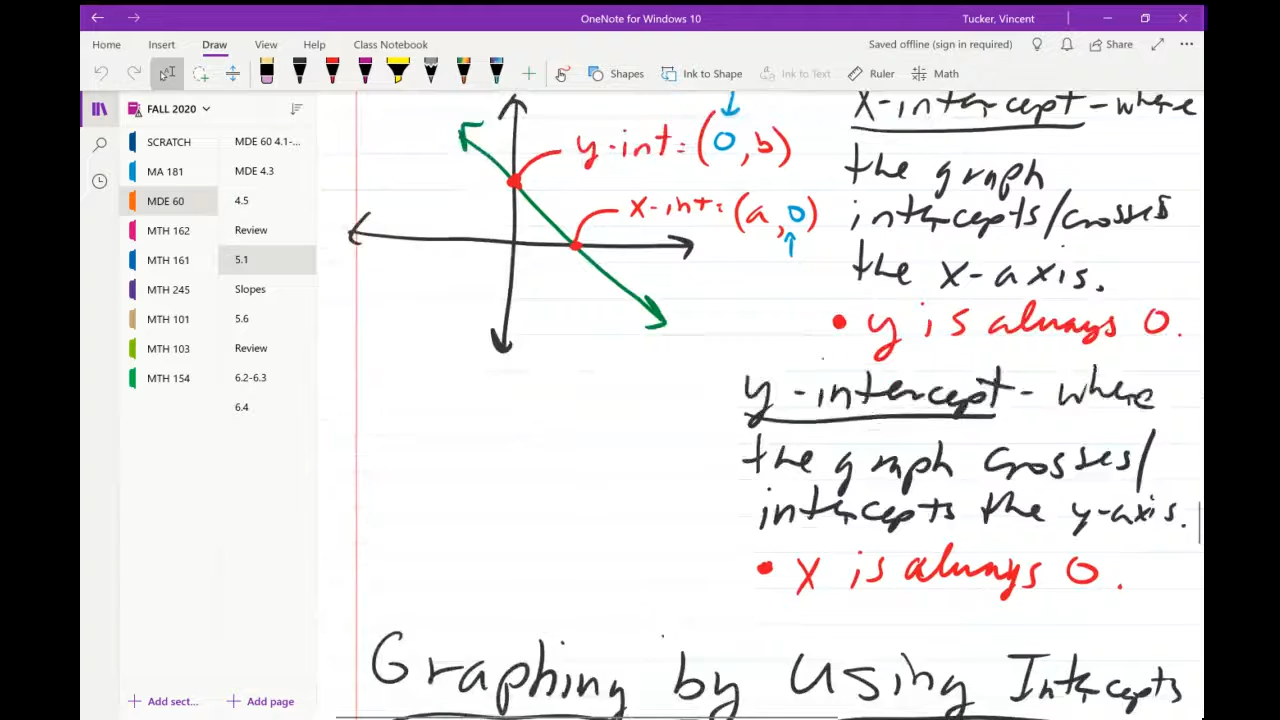 OneNote for Windows 10
Tucker, Vincent
Home Insert Draw View Help Class Notebook
Saved offline (sign in required)
Share
Shapes
Ink to Shape
Ink to Text
Ruler
Math
FALL 2020
SCRATCH
MA 181
MDE 60
MTH 162
MTH 161
MTH 245
MTH 101
MTH 103
MTH 154
MDE 60 4.1-...
MDE 4.3
4.5
Review
5.1
Slopes
5.6
Review
6.2-6.3
6.4
Add sect...
Add page
y-int: (0, b)
x-int: (a, 0)
x-intercept - where
the graph
intercepts/crosses
the x-axis.
• y is always 0.
y-intercept - where
the graph crosses/
intercepts the y-axis.
• x is always 0.
Graphing by Using Intercepts